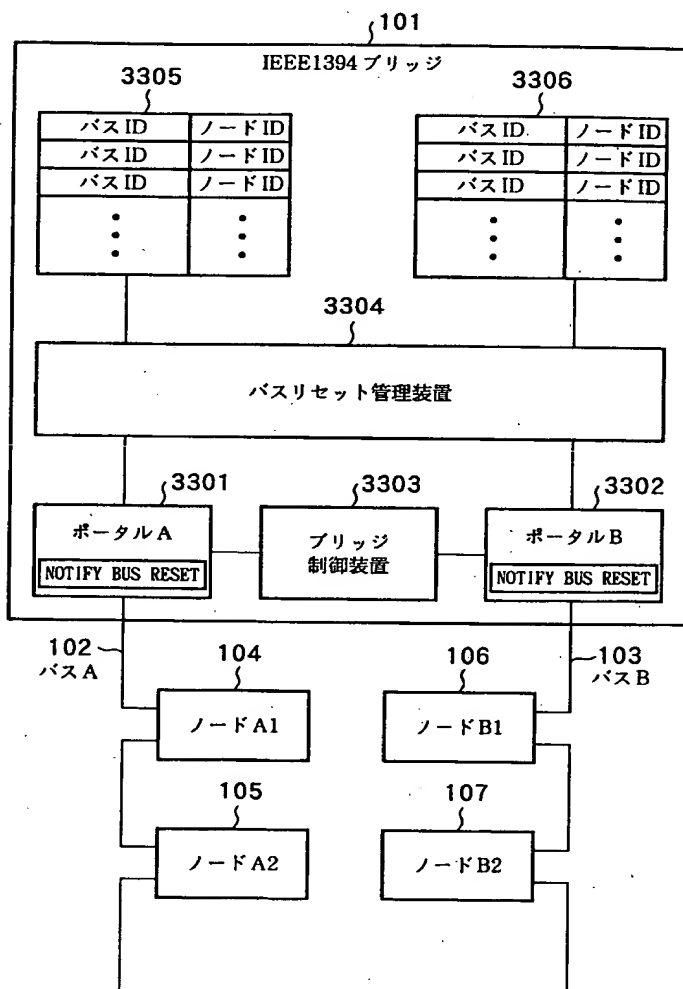 101
IEEE1394 ブリッジ
3305
3306
バスID ノードID
バスID ノードID
バスID ノードID
バスID ノードID
バスID ノードID
バスID ノードID
3304
バスリセット管理装置
3301
3303
3302
ポータルA
NOTIFY BUS RESET
ブリッジ
制御装置
ポータルB
NOTIFY BUS RESET
102
バスA
104
106
103
バスB
ノードA1
ノードB1
105
107
ノードA2
ノードB2